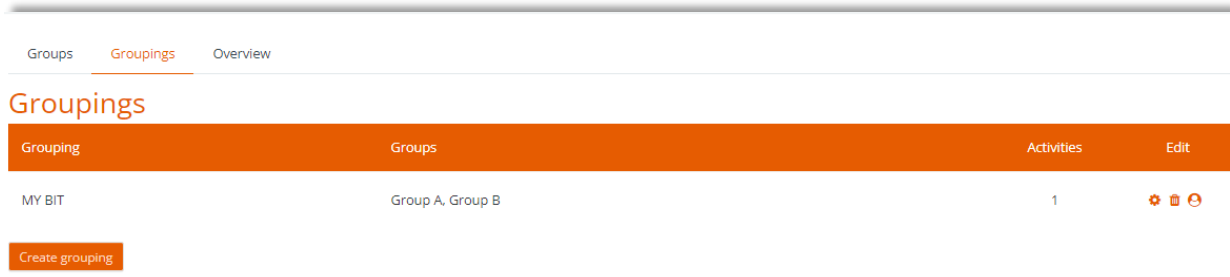 Groups Groupings Overview
Groupings
Grouping Groups Activities Edit
MY BIT Group A, Group B 1
Create grouping